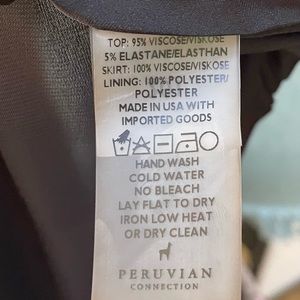 TOP: 95% VISCOSE/VISKOSE
5% ELASTANE/ELASTHAN
SKIRT: 100% VISCOSE/VISKOSE
LINING: 100% POLYESTER/
POLYESTER
MADE IN USA WITH
IMPORTED GOODS
HAND WASH
COLD WATER
NO BLEACH
LAY FLAT TO DRY
IRON LOW HEAT
OR DRY CLEAN
PERUVIAN
CONNECTION